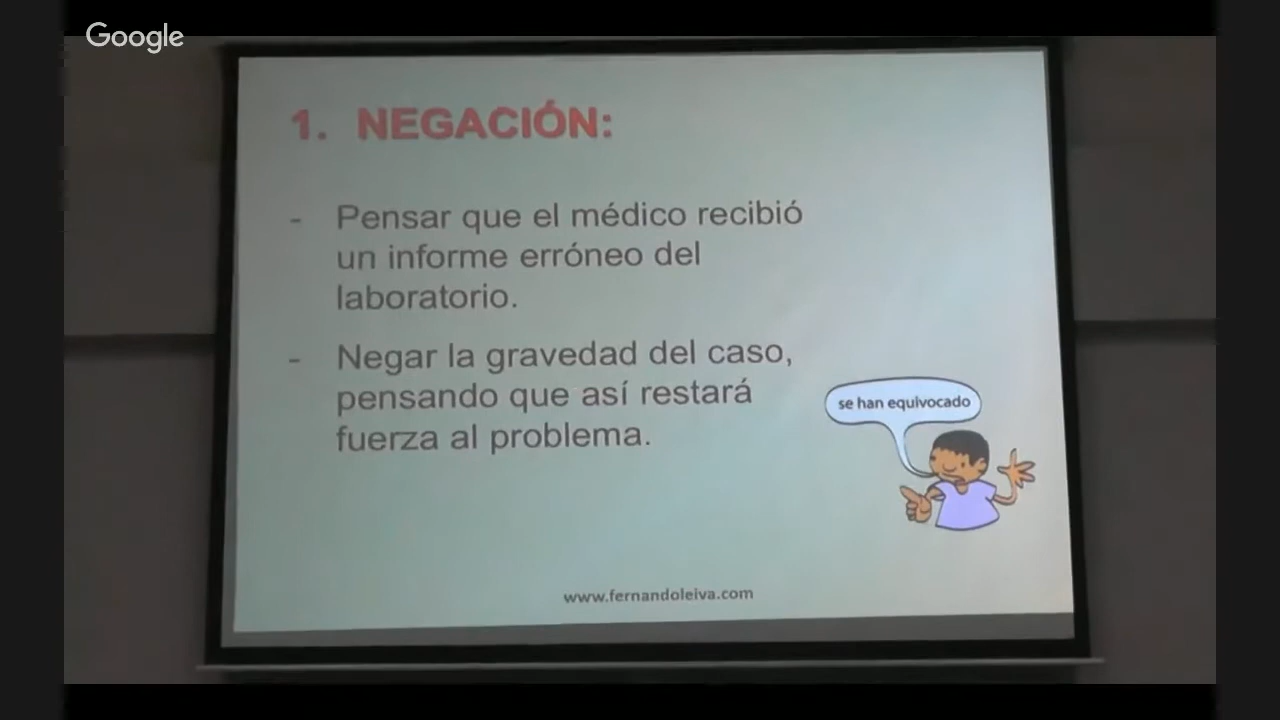 Google
1. NEGACIÓN:
- Pensar que el médico recibió
un informe erróneo del
laboratorio.
- Negar la gravedad del caso,
pensando que así restará
fuerza al problema.
se han equivocado
www.fernandoleiva.com